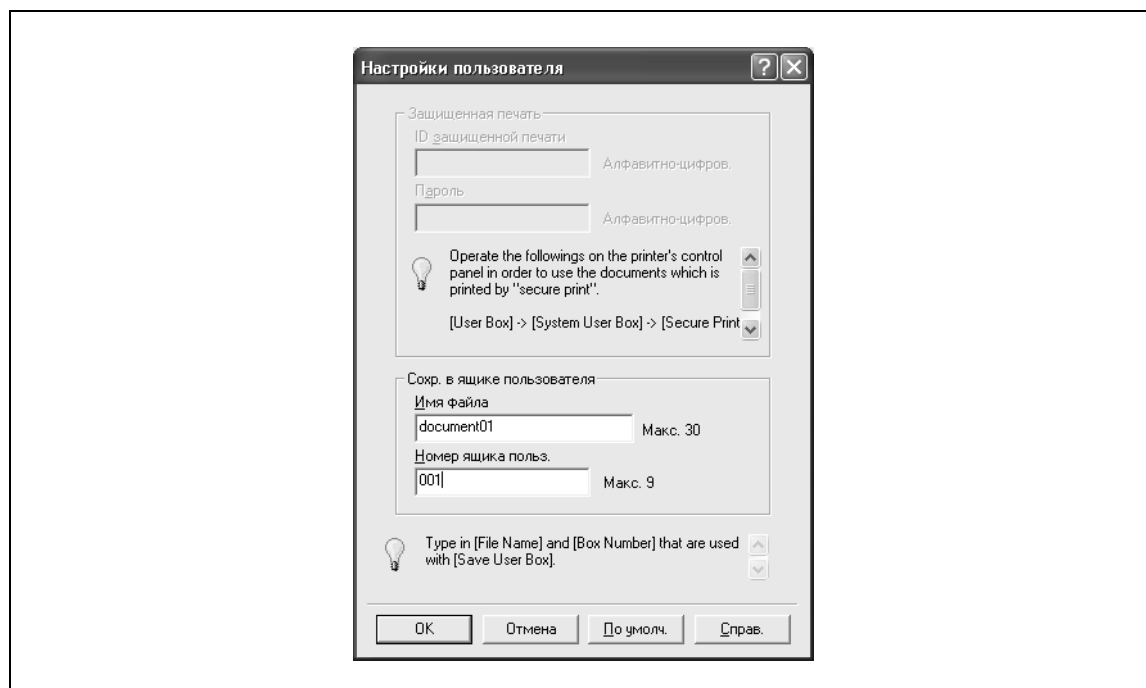 Настройки пользователя
Защищенная печать
ID защищенной печати
Алфавитно-цифров.
Пароль
Алфавитно-цифров.
Operate the followings on the printer's control
panel in order to use the documents which is
printed by "secure print".
[User Box] -> [System User Box] -> [Secure Print
Сохр. в ящике пользователя
Имя файла
document01 Макс. 30
Номер ящика польз.
001 Макс. 9
Type in [File Name] and [Box Number] that are used
with [Save User Box].
OK Отмена По умолч. Справ.